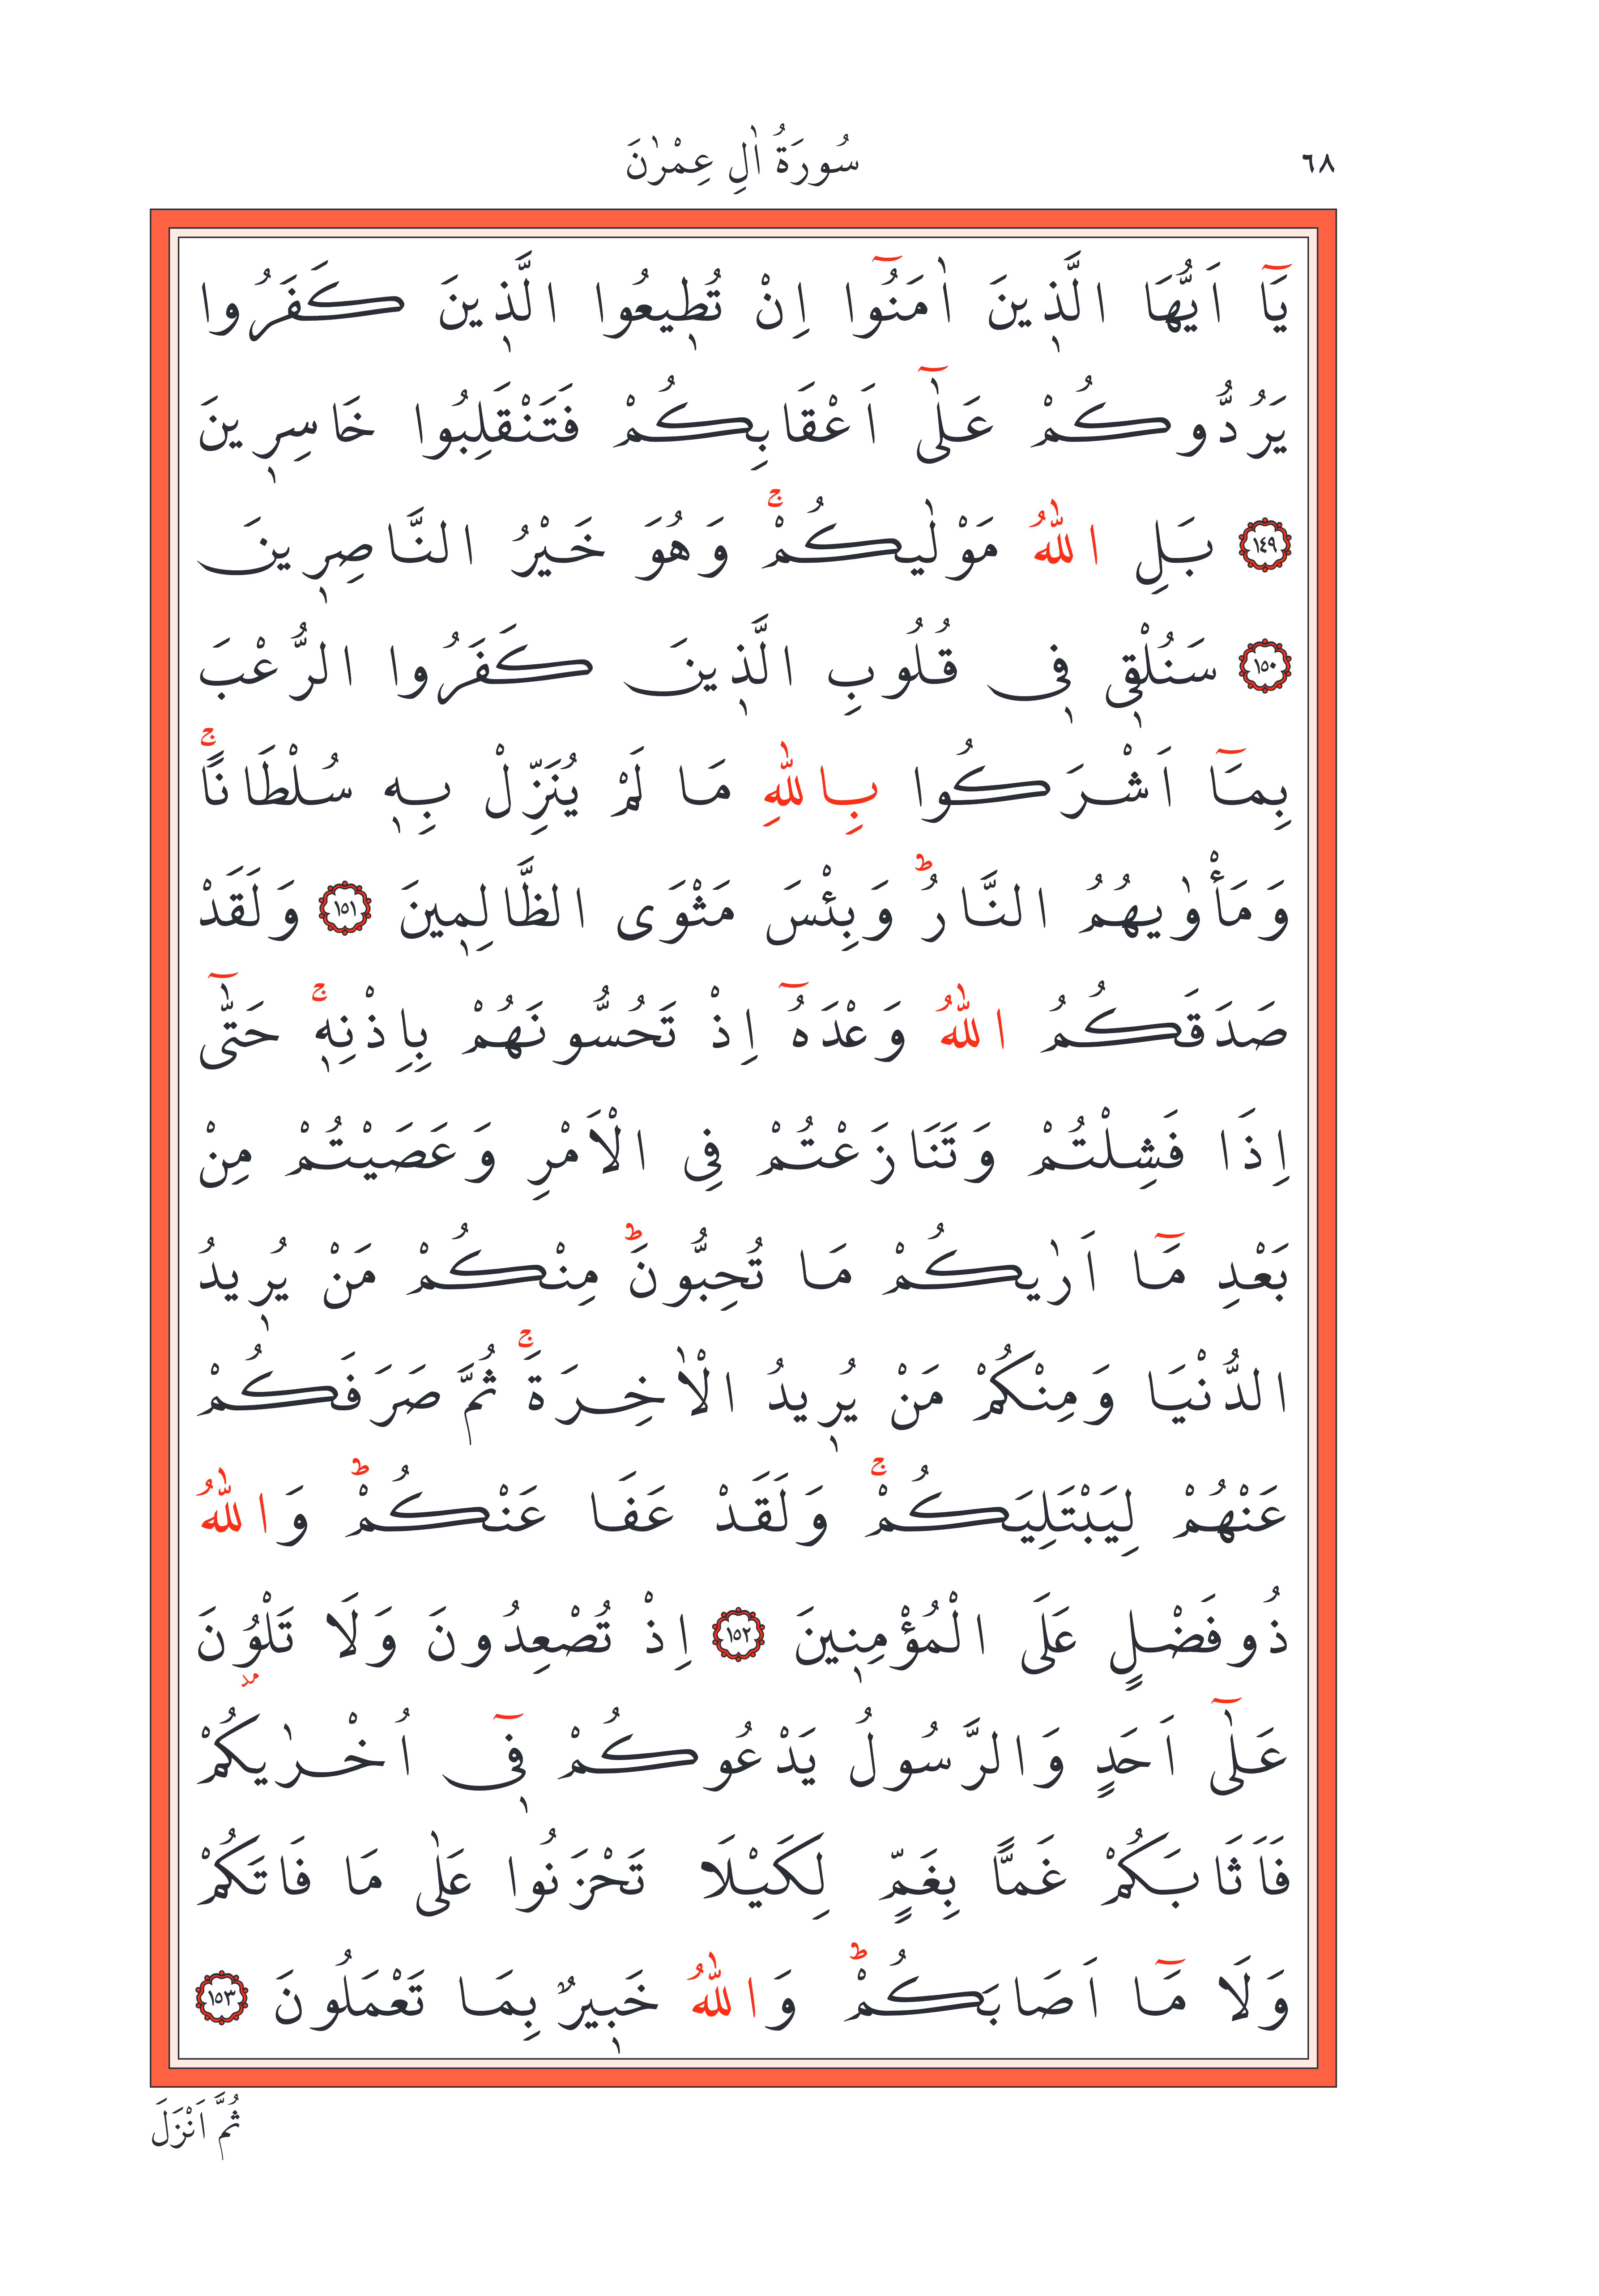 ٦٨
سُورَةُ اٰلِ عِمْرٰنَ
يَٓا اَيُّهَا الَّذ۪ينَ اٰمَنُٓوا اِنْ تُط۪يعُوا الَّذ۪ينَ كَفَرُوا
يَرُدُّوكُمْ عَلٰٓى اَعْقَابِكُمْ فَتَنْقَلِبُوا خَاسِر۪ينَ
﴿١٤٩﴾ بَلِ اللّٰهُ مَوْلٰيكُمْۚ وَهُوَ خَيْرُ النَّاصِر۪ينَ
﴿١٥٠﴾ سَنُلْق۪ي ف۪ي قُلُوبِ الَّذ۪ينَ كَفَرُوا الرُّعْبَ
بِمَٓا اَشْرَكُوا بِاللّٰهِ مَا لَمْ يُنَزِّلْ بِه۪ سُلْطَانًاۚ
وَمَأْوٰيهُمُ النَّارُۜ وَبِئْسَ مَثْوَى الظَّالِم۪ينَ ﴿١٥١﴾ وَلَقَدْ
صَدَقَكُمُ اللّٰهُ وَعْدَهُٓ اِذْ تَحُسُّونَهُمْ بِاِذْنِه۪ۚ حَتّٰٓى
اِذَا فَشِلْتُمْ وَتَنَازَعْتُمْ فِي الْاَمْرِ وَعَصَيْتُمْ مِنْ
بَعْدِ مَٓا اَرٰيكُمْ مَا تُحِبُّونَۜ مِنْكُمْ مَنْ يُر۪يدُ
الدُّنْيَا وَمِنْكُمْ مَنْ يُر۪يدُ الْاٰخِرَةَۚ ثُمَّ صَرَفَكُمْ
عَنْهُمْ لِيَبْتَلِيَكُمْۚ وَلَقَدْ عَفَا عَنْكُمْۜ وَاللّٰهُ
ذُو فَضْلٍ عَلَى الْمُؤْمِن۪ينَ ﴿١٥٢﴾ اِذْ تُصْعِدُونَ وَلَا تَلْوُ۫نَ
عَلٰٓى اَحَدٍ وَالرَّسُولُ يَدْعُوكُمْ ف۪ٓي اُخْرٰيكُمْ
فَاَثَابَكُمْ غَمًّا بِغَمٍّ لِكَيْلَا تَحْزَنُوا عَلٰى مَا فَاتَكُمْ
وَلَا مَٓا اَصَابَكُمْۜ وَاللّٰهُ خَب۪يرٌ بِمَا تَعْمَلُونَ ﴿١٥٣﴾
ثُمَّ اَنْزَلَ